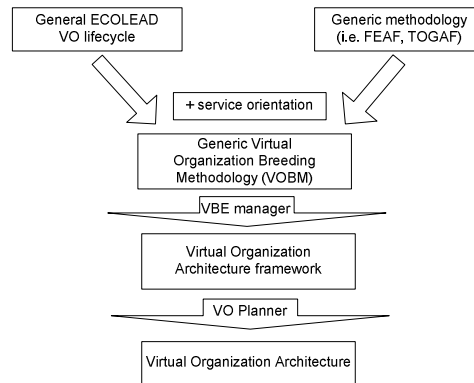 General ECOLEAD
VO lifecycle
Generic methodology
(i.e. FEAF, TOGAF)
+ service orientation
Generic Virtual
Organization Breeding
Methodology (VOBM)
VBE manager
Virtual Organization
Architecture framework
VO Planner
Virtual Organization Architecture